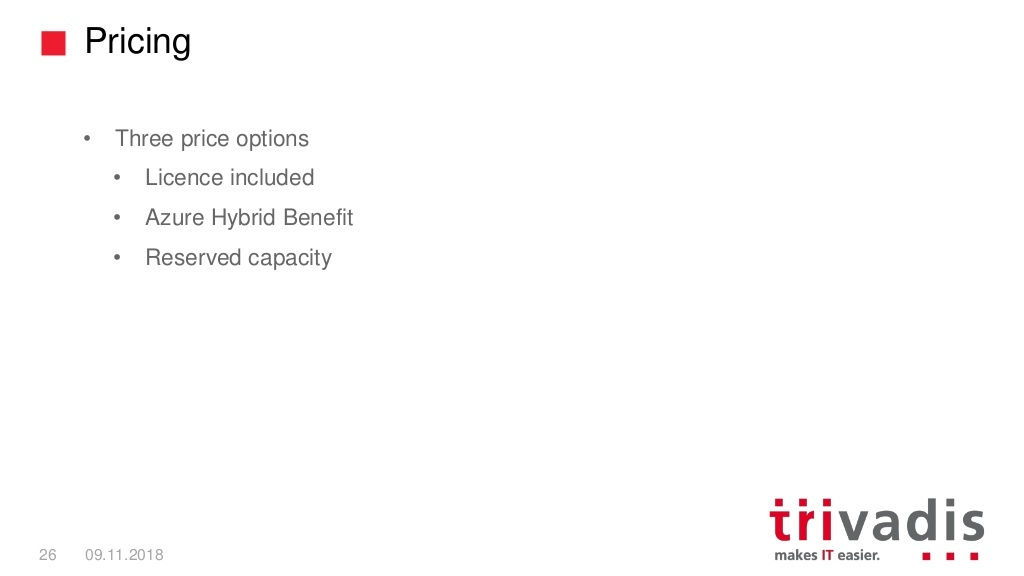 Pricing
• Three price options
• Licence included
• Azure Hybrid Benefit
• Reserved capacity
trivadis
makes IT easier.
26 09.11.2018